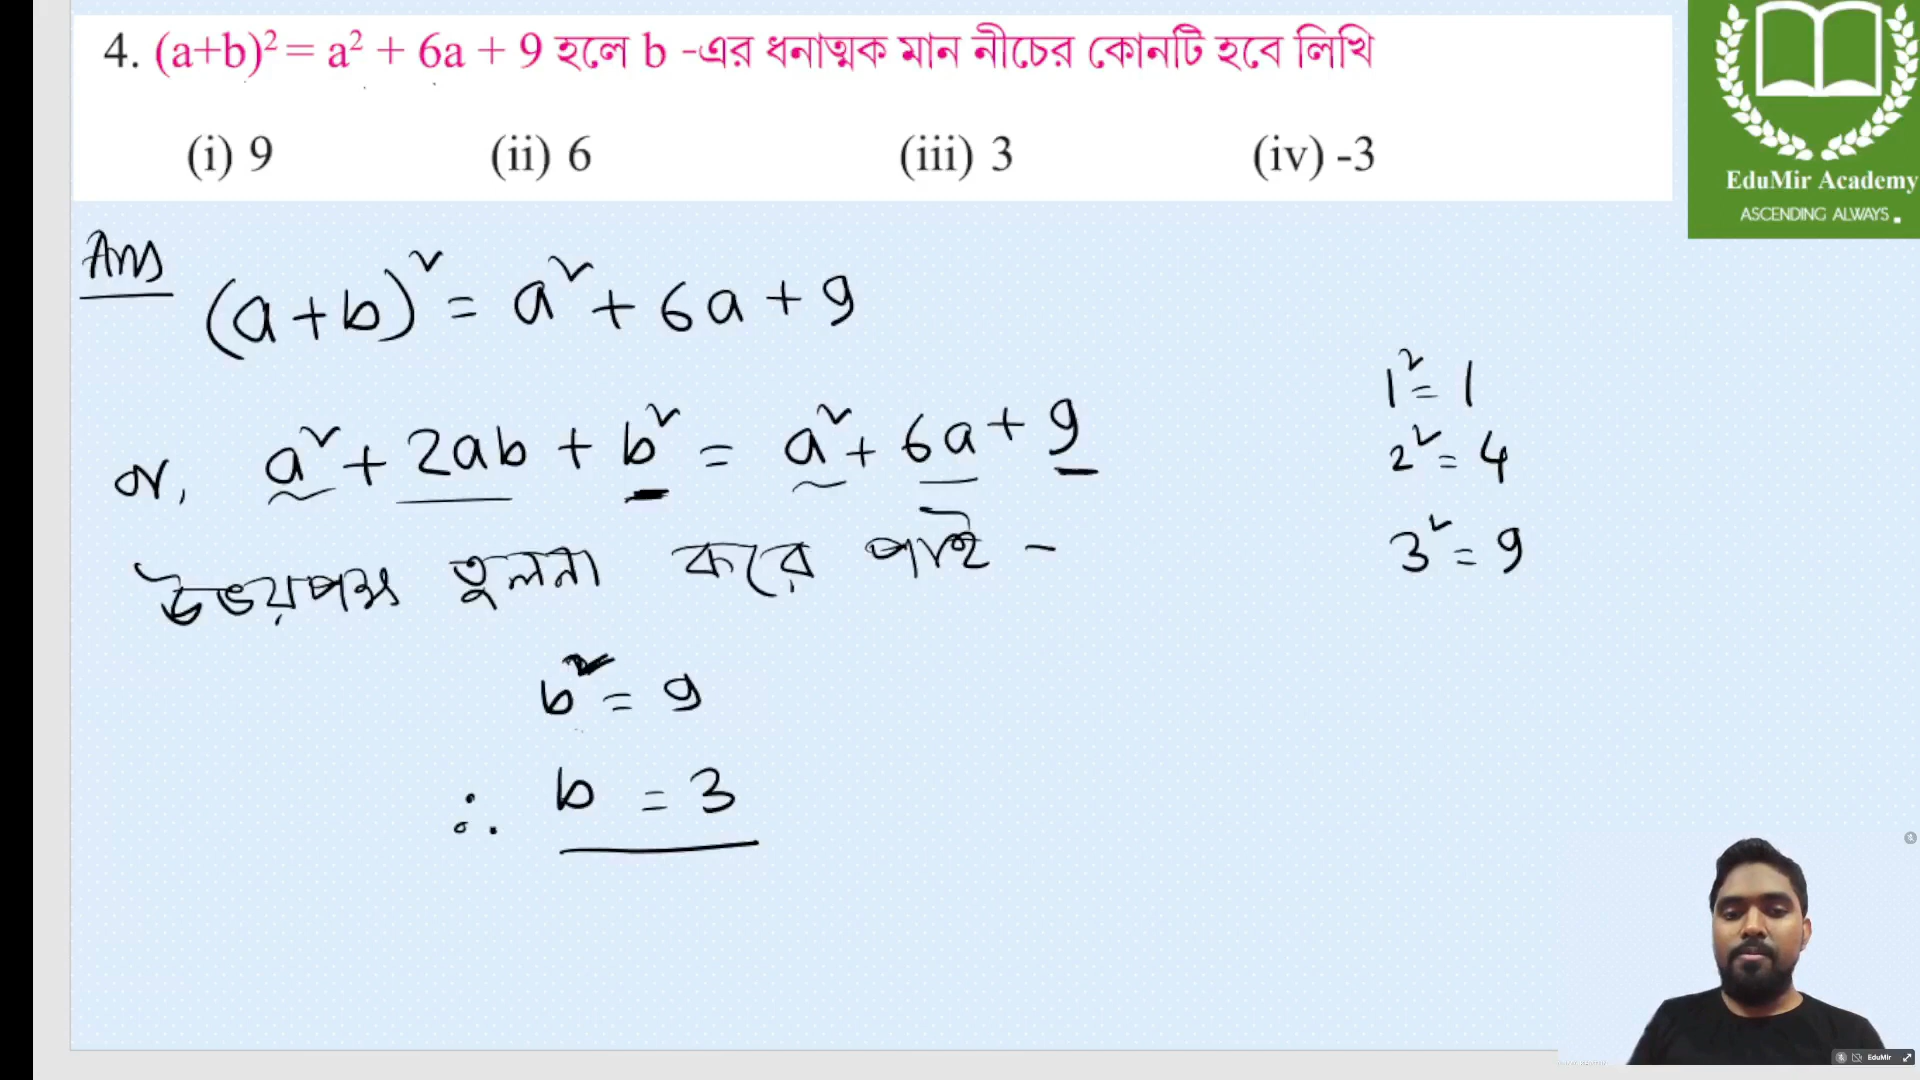 4. (a+b)² = a² + 6a + 9 হলে b -এর ধনাত্মক মান নীচের কোনটি হবে লিখি
(i) 9 (ii) 6 (iii) 3 (iv) -3
EduMir Academy
ASCENDING ALWAYS.
Ans
(a+b)² = a² + 6a + 9
or, a² + 2ab + b² = a² + 6a + 9
উভয়পক্ষ তুলনা করে পাই -
b² = 9
∴ b = 3
1² = 1
2² = 4
3² = 9
EduMir